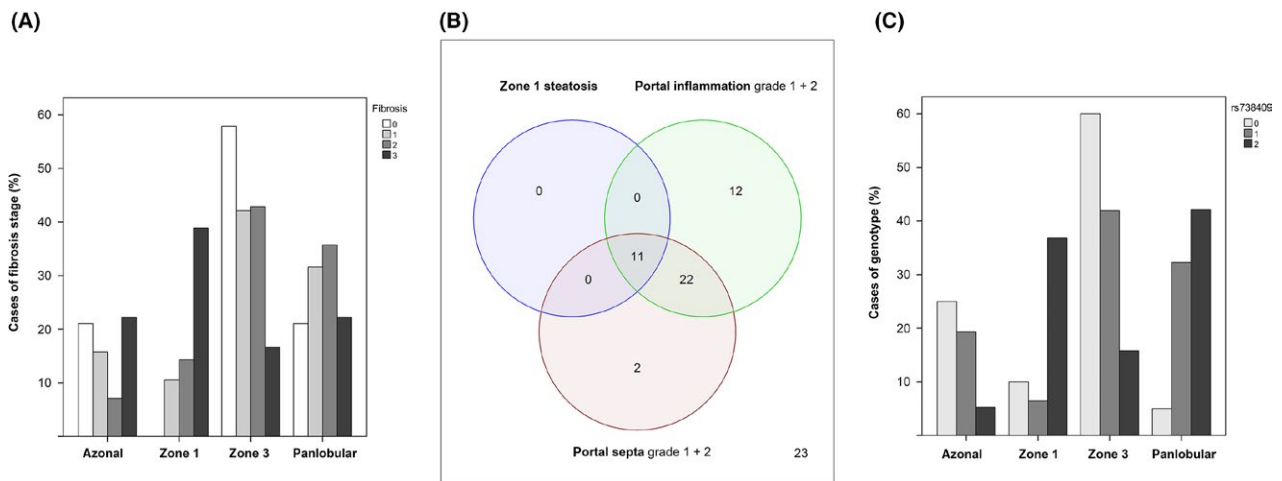 (A)
Fibrosis
0
1
2
3
Cases of fibrosis stage (%)
60
50
40
30
20
10
Azonal Zone 1 Zone 3 Panlobular
(B)
Zone 1 steatosis
Portal inflammation grade 1 + 2
0
0
12
11
0
22
2
Portal septa grade 1 + 2
23
(C)
rs738409
0
1
2
Cases of genotype (%)
60
50
40
30
20
10
Azonal Zone 1 Zone 3 Panlobular